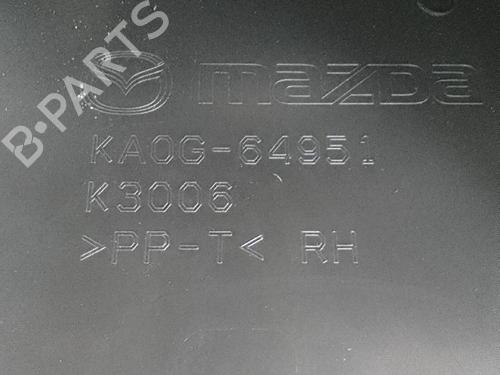 B-PARTS
mazda
KA0G-64951
K3006
>PP-T< RH